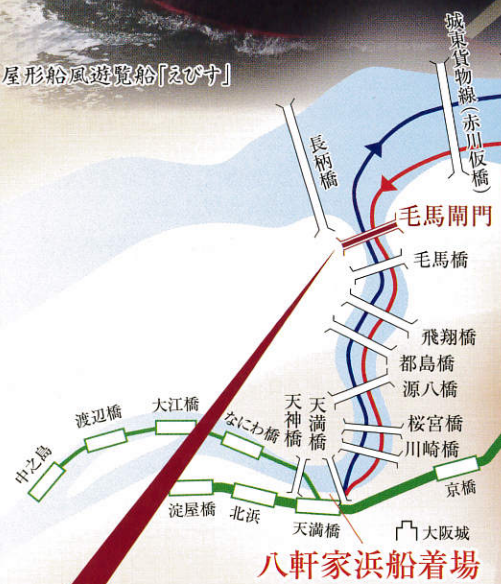 屋形船風遊覧船「えびす」
城東貨物線(赤川仮橋)
長柄橋
毛馬閘門
毛馬橋
飛翔橋
都島橋
源八橋
桜宮橋
川崎橋
天満橋
天神橋
なにわ橋
大江橋
渡辺橋
中之島
淀屋橋
北浜
天満橋
京橋
大阪城
八軒家浜船着場